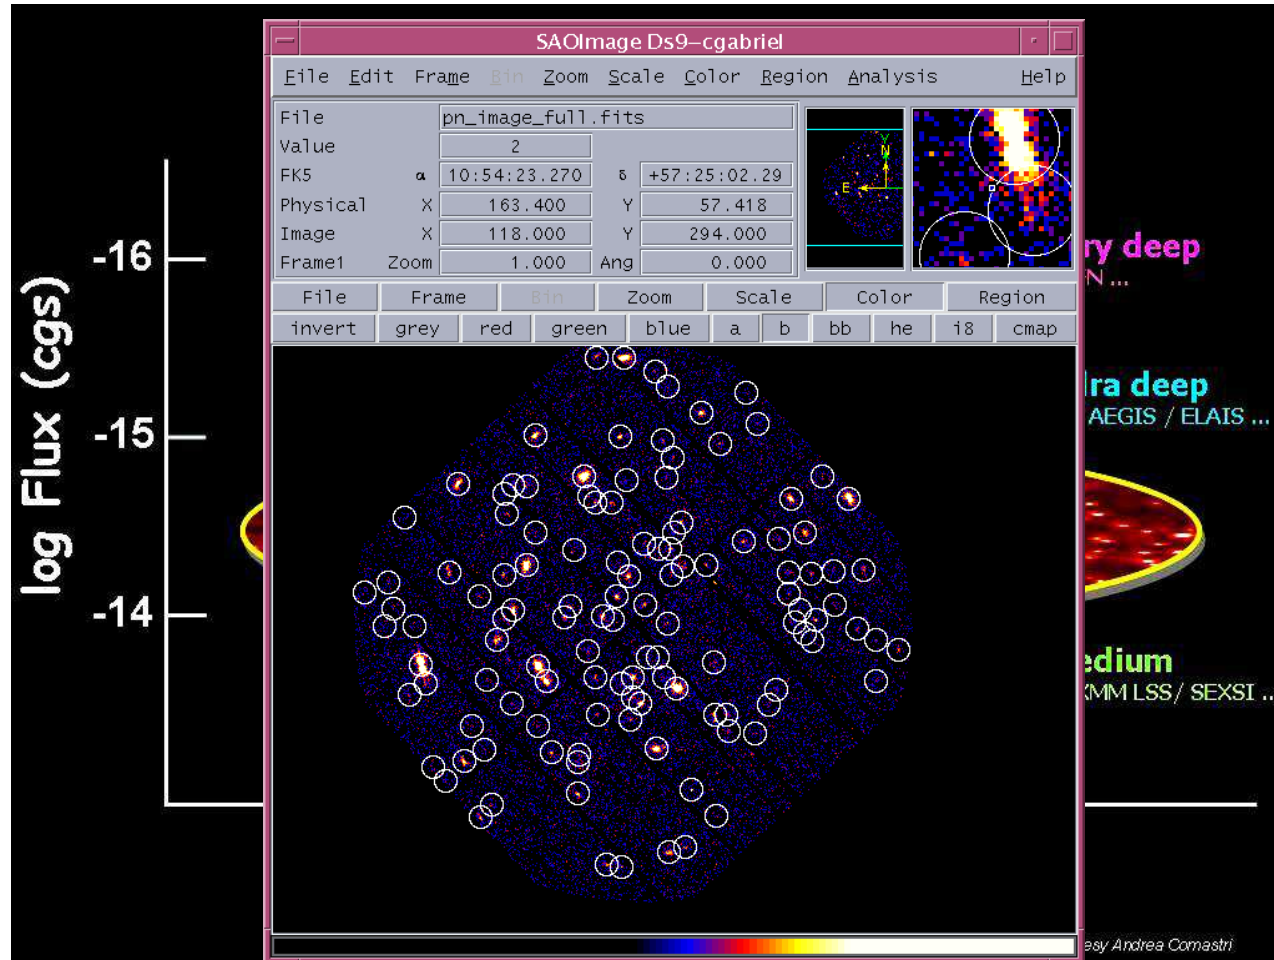 SAOImage Ds9-cgabriel
File Edit Frame Bin Zoom Scale Color Region Analysis Help
File pn_image_full.fits
Value 2
FK5 α 10:54:23.270 δ +57:25:02.29
Physical X 163.400 Y 57.418
Image X 118.000 Y 294.000
Frame1 Zoom 1.000 Ang 0.000
Y
N
E
File Frame Bin Zoom Scale Color Region
invert grey red green blue a b bb he i8 cmap
log Flux (cgs)
-16
-15
-14
ry deep
N ...
ra deep
AEGIS / ELAIS ...
edium
XMM LSS/ SEXSI ..
esy Andrea Comastri